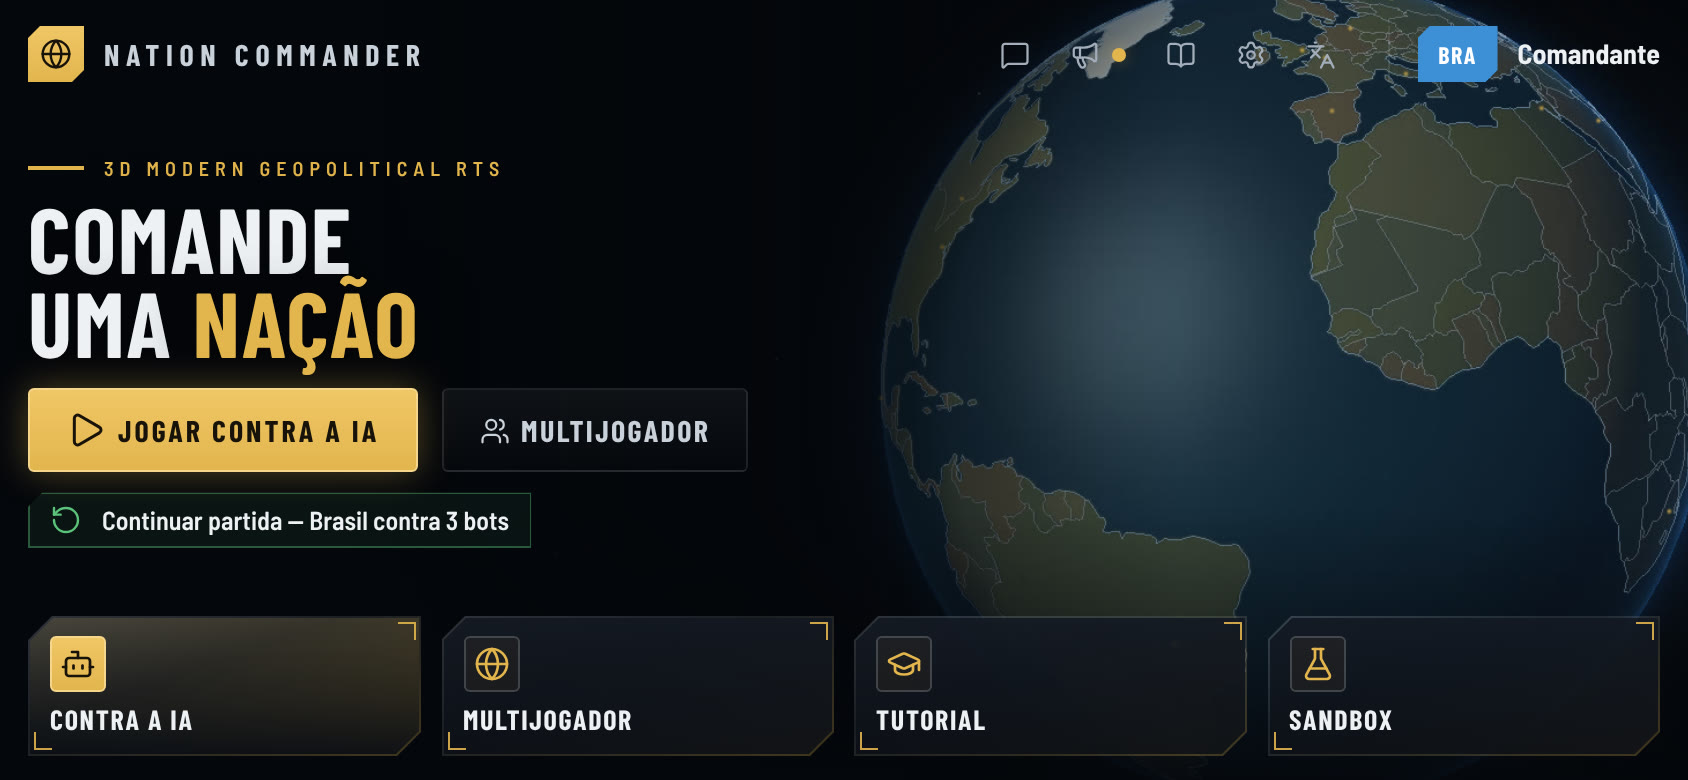 NATION COMMANDER
BRA
Comandante
3D MODERN GEOPOLITICAL RTS
COMANDE
UMA NAÇÃO
JOGAR CONTRA A IA
MULTIJOGADOR
Continuar partida — Brasil contra 3 bots
CONTRA A IA
MULTIJOGADOR
TUTORIAL
SANDBOX